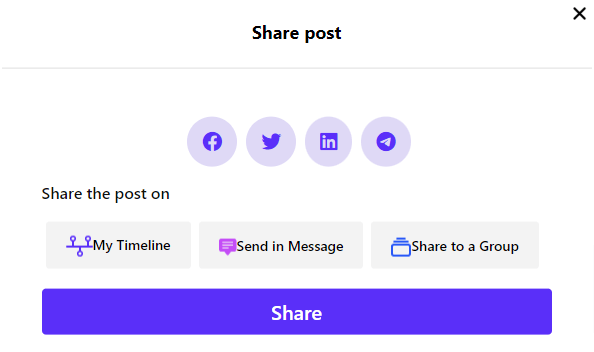 Share post
Share the post on
My Timeline
Send in Message
Share to a Group
Share